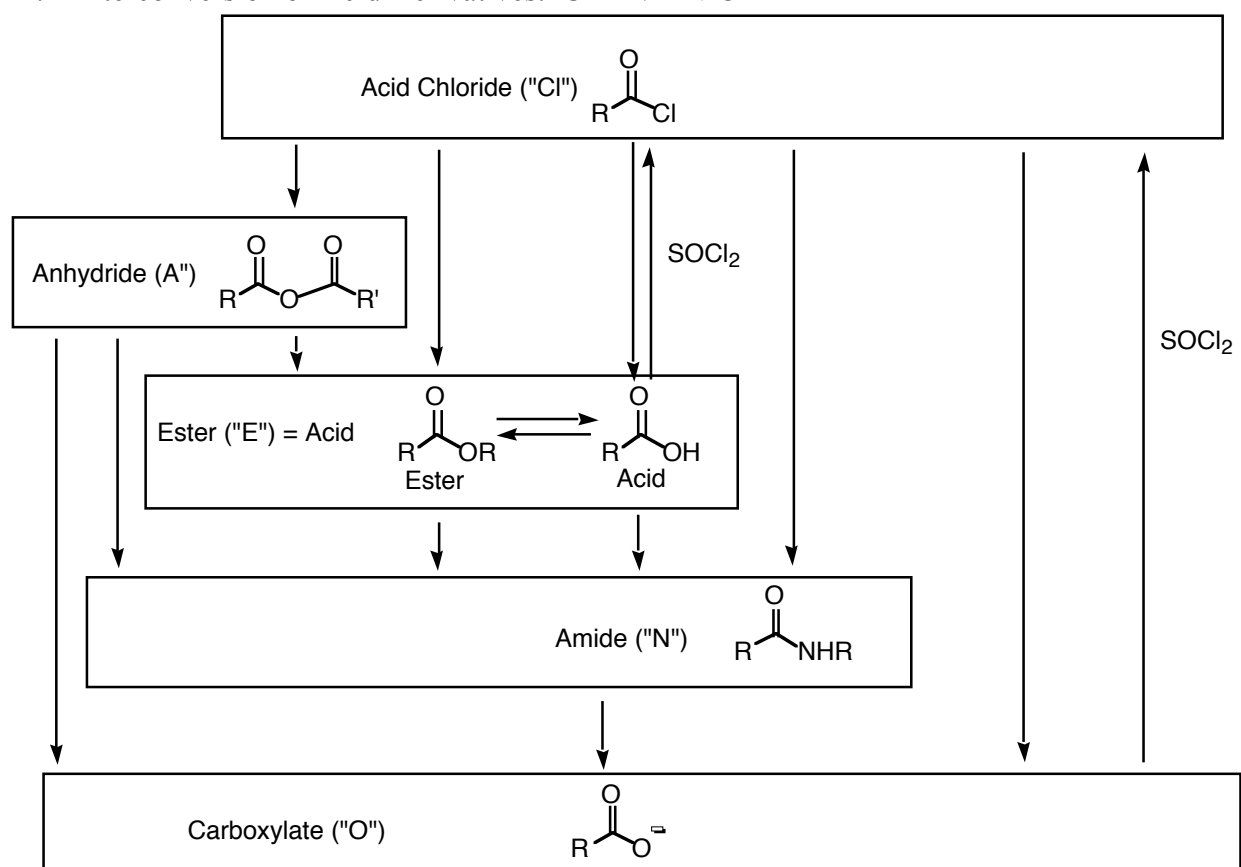 Acid Chloride ("Cl")
O
R
Cl
SOCl2
SOCl2
Anhydride (A")
O
O
R
O
R'
Ester ("E") = Acid
O
R
OR
Ester
O
R
OH
Acid
Amide ("N")
O
R
NHR
Carboxylate ("O")
O
R
O